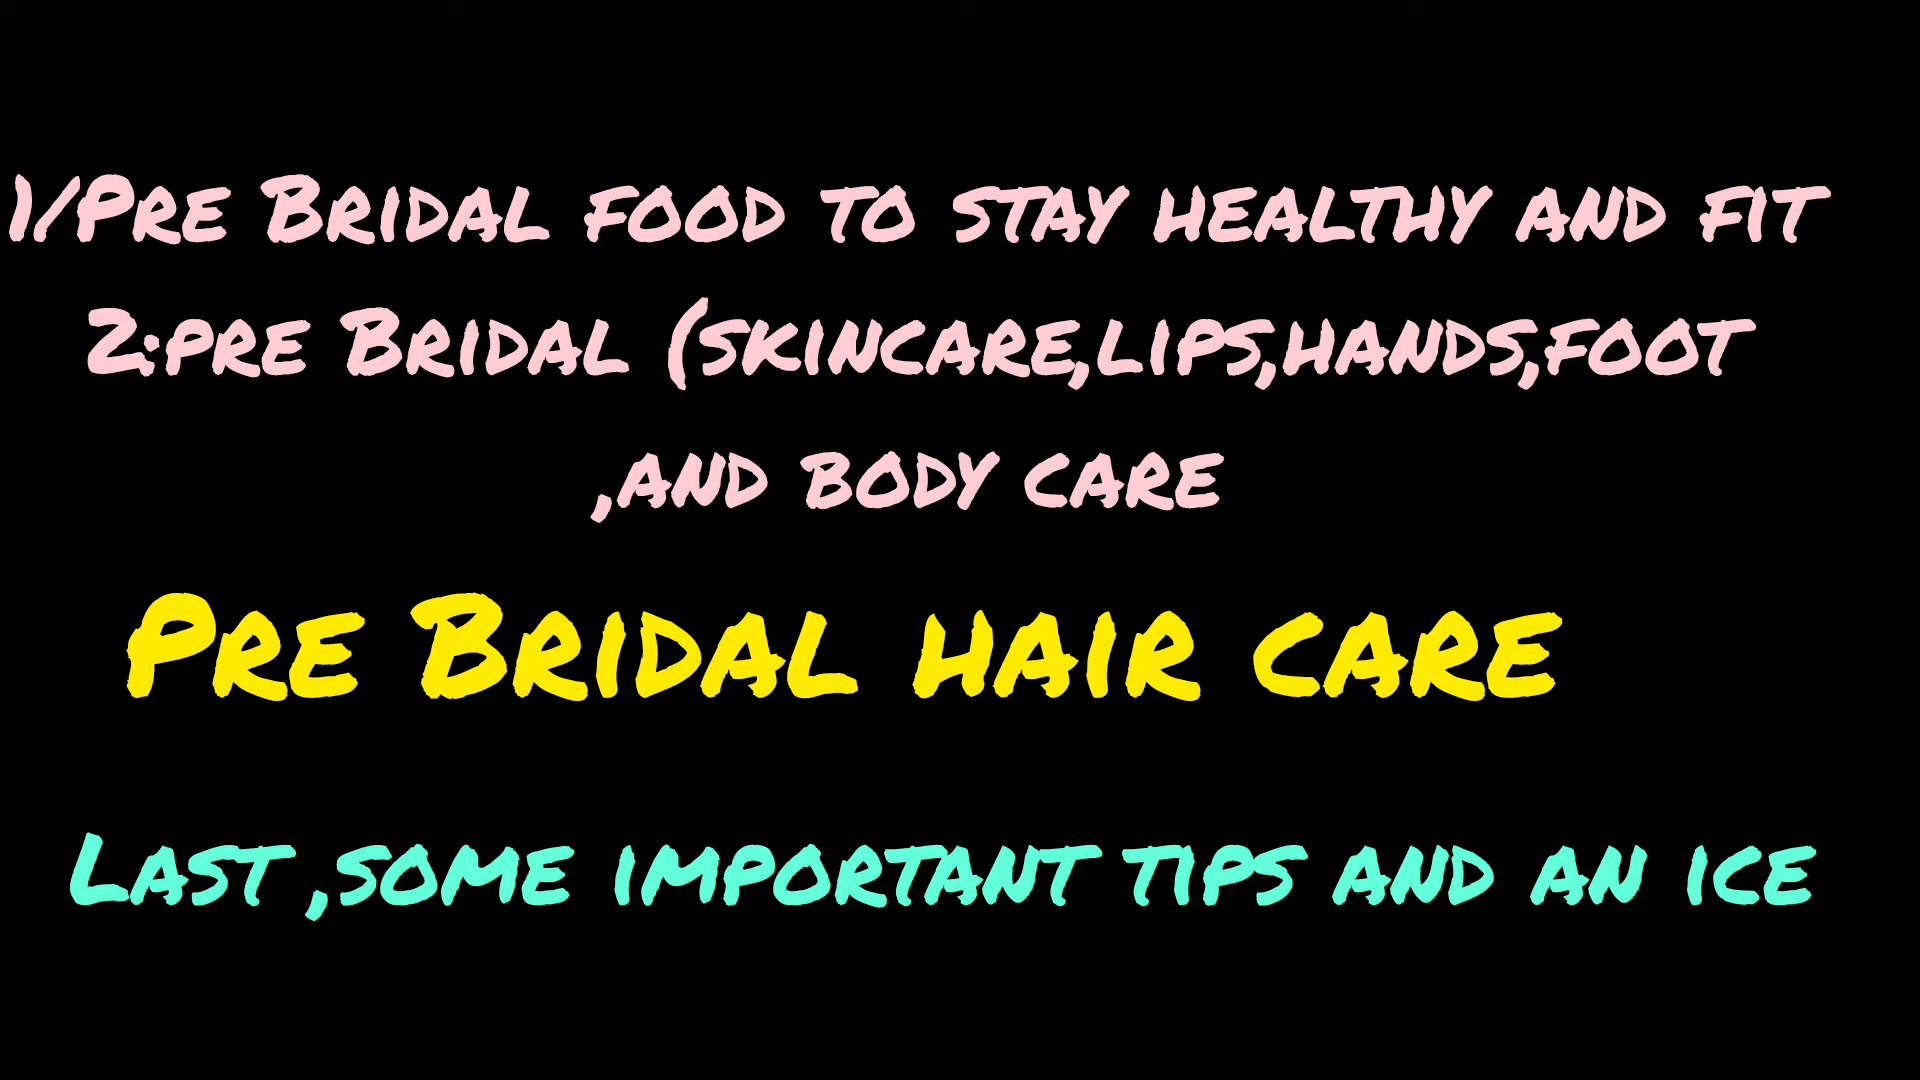 1/Pre Bridal food to stay healthy and fit
2:pre Bridal (skincare,lips,hands,foot
,and body care
Pre Bridal hair care
Last ,some important tips and an ice